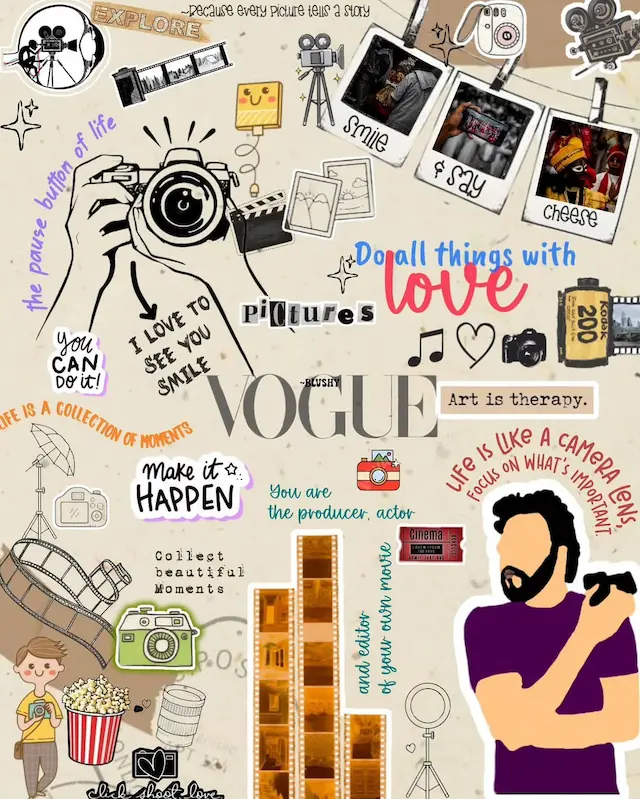 ~Because every picture tells a story
EXPLORE
Smile
& SAY
CHEESE
the pause button of life
Do all things with
love
PiCtures
I LOVE TO
SEE YOU
SMILE
Kodak
200
you
CAN
DO it!
VOGUE
~BLUSHY
Art is therapy.
LIFE IS A COLLECTION OF MOMENTS
LIFE IS LIKE A CAMERA LENS,
FOCUS ON WHAT'S IMPORTANT.
make it
HAPPEN
You are
the producer, actor
and editor
of your own movie
Cinema
Collect
beautiful
Moments
click shoot love